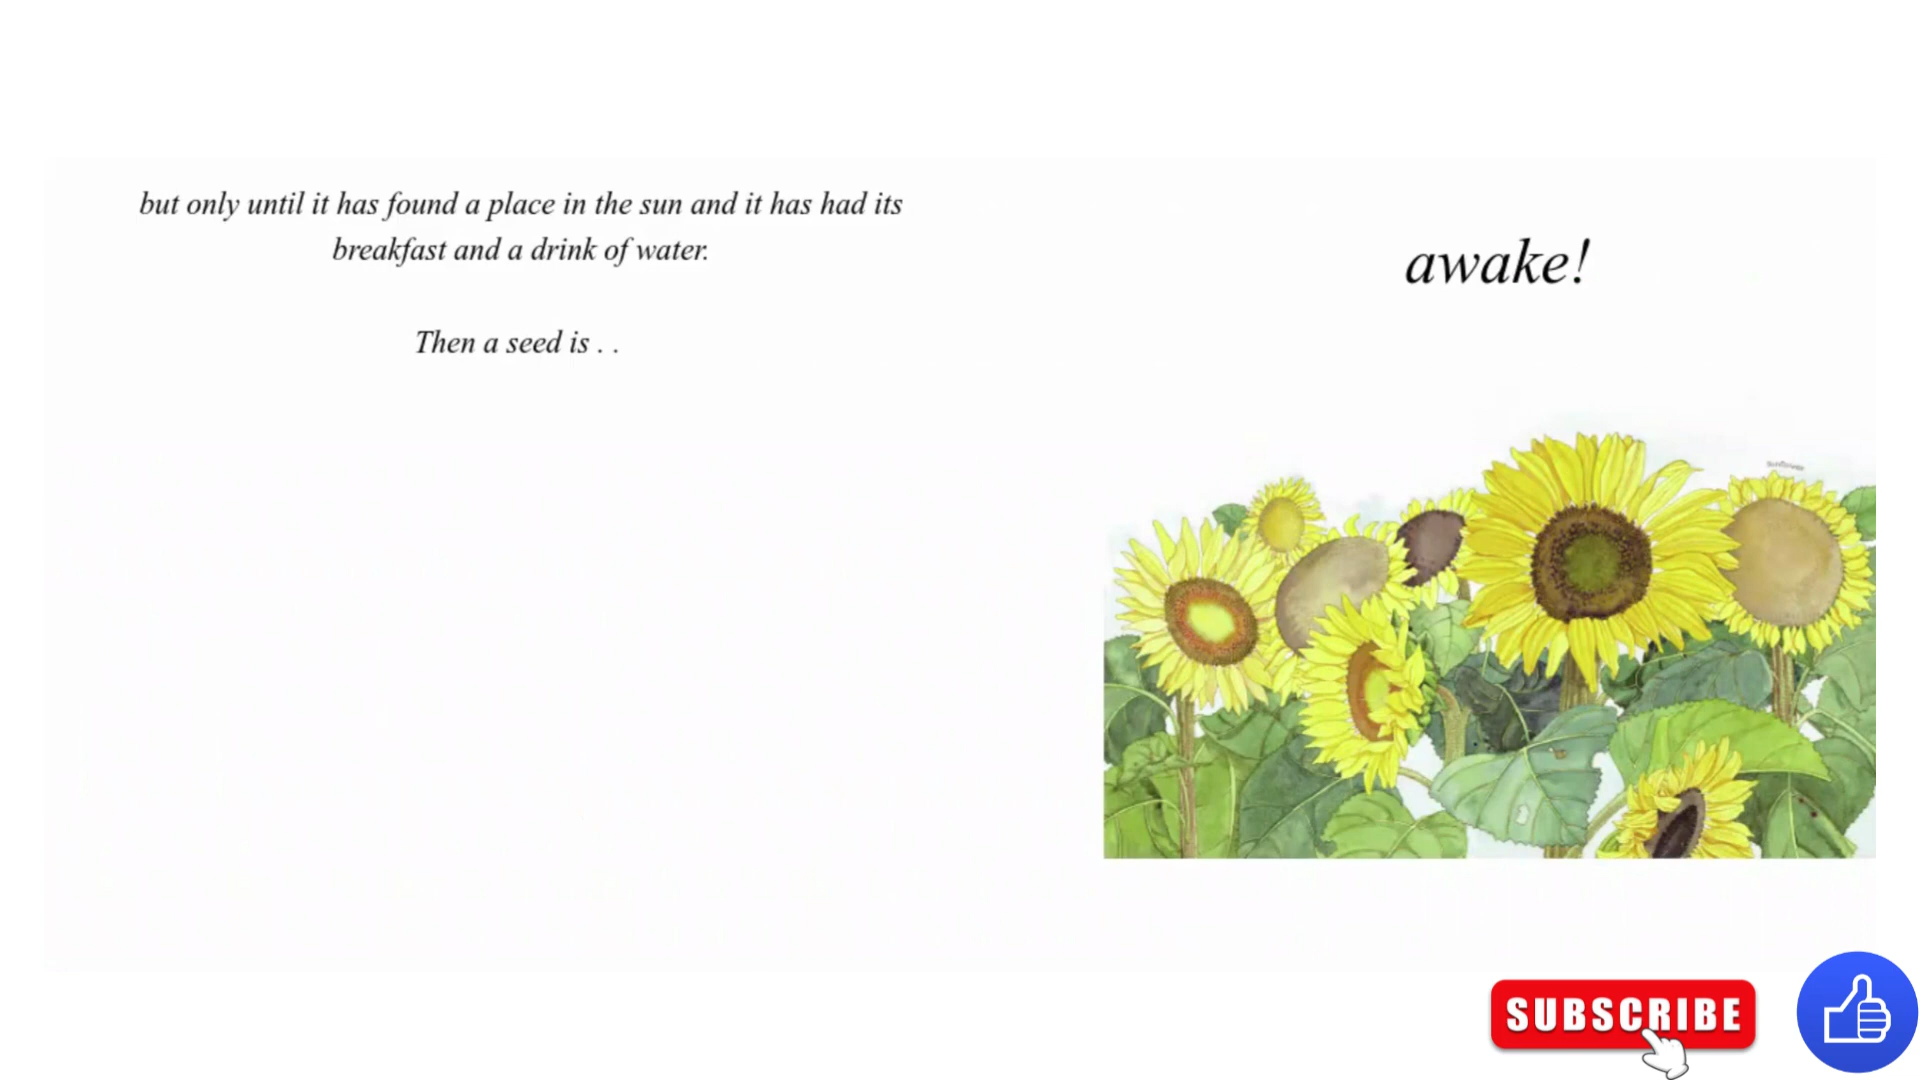 but only until it has found a place in the sun and it has had its
breakfast and a drink of water.
Then a seed is . .
awake!
Sunflower
SUBSCRIBE